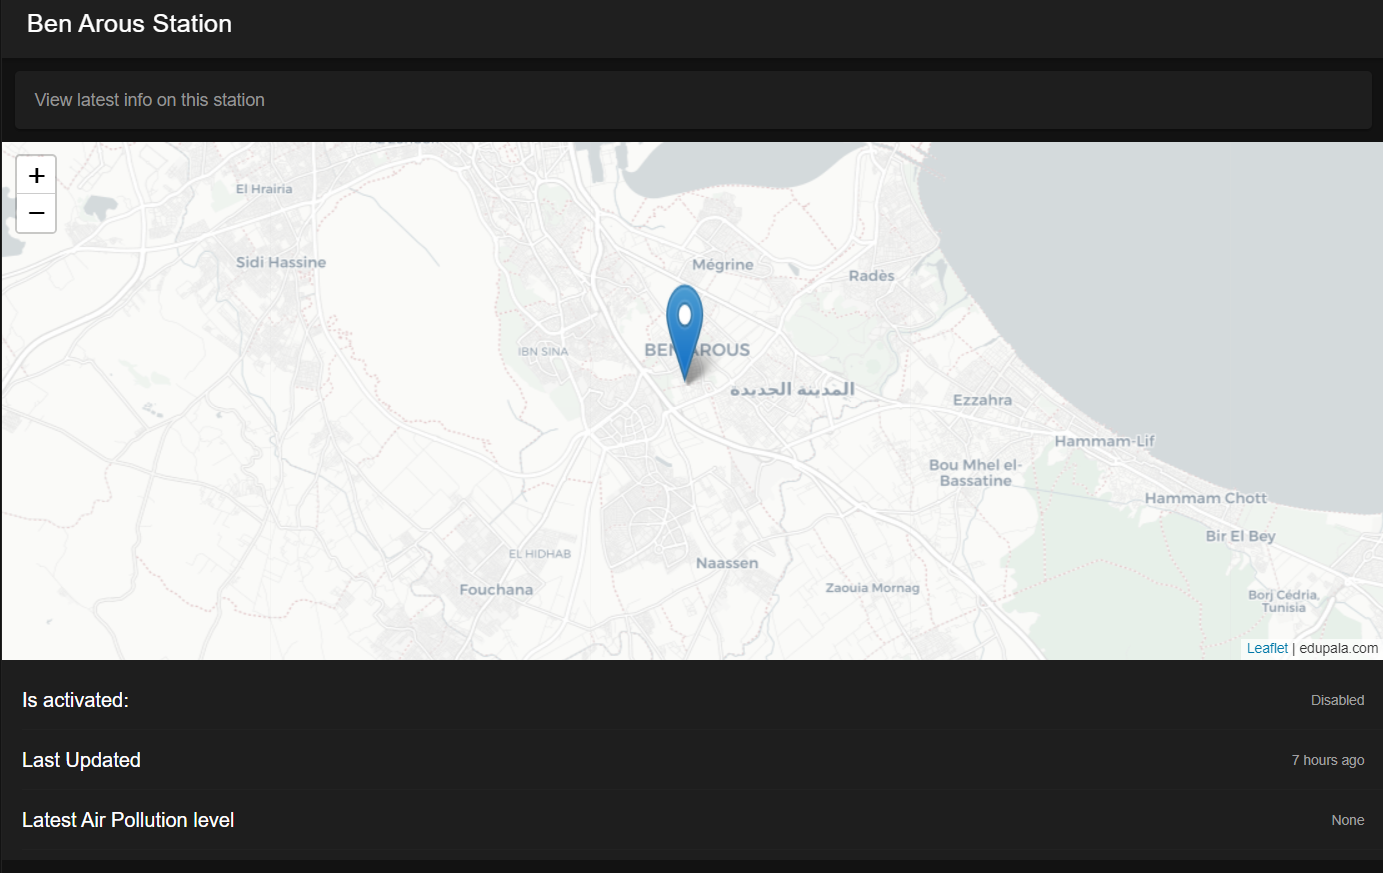 Ben Arous Station
View latest info on this station
+
−
El Hrairia
Sidi Hassine
Mégrine
Radès
IBN SINA
BEN AROUS
المدينة الجديدة
Ezzahra
Hammam-Lif
Bou Mhel el-
Bassatine
Hammam Chott
Bir El Bey
EL HIDHAB
Naassen
Fouchana
Zaouia Mornag
Borj Cédria,
Tunisia
Leaflet | edupala.com
Is activated:
Disabled
Last Updated
7 hours ago
Latest Air Pollution level
None